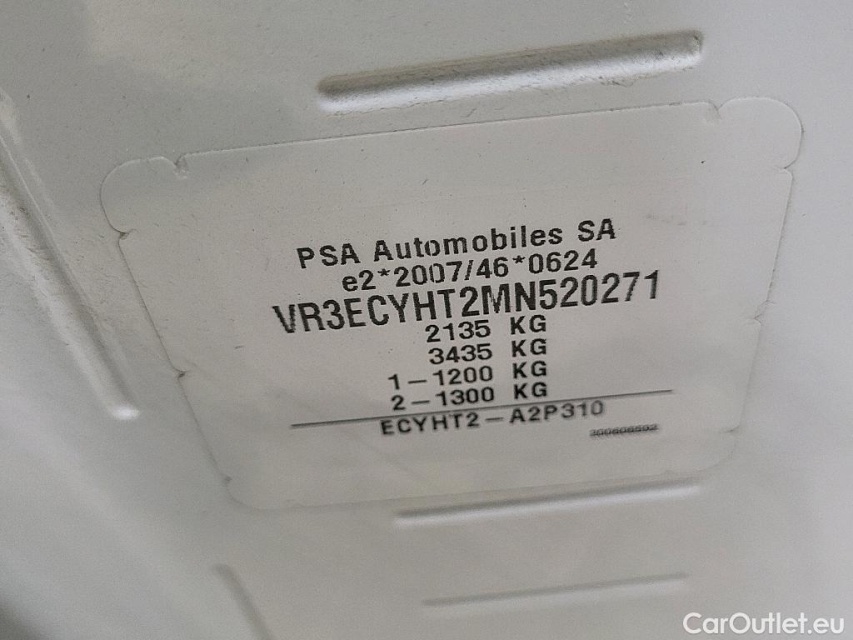 PSA Automobiles SA
e2*2007/46*0624
VR3ECYHT2MN520271
2135 KG
3435 KG
1-1200 KG
2-1300 KG
ECYHT2-A2P310
CarOutlet.eu